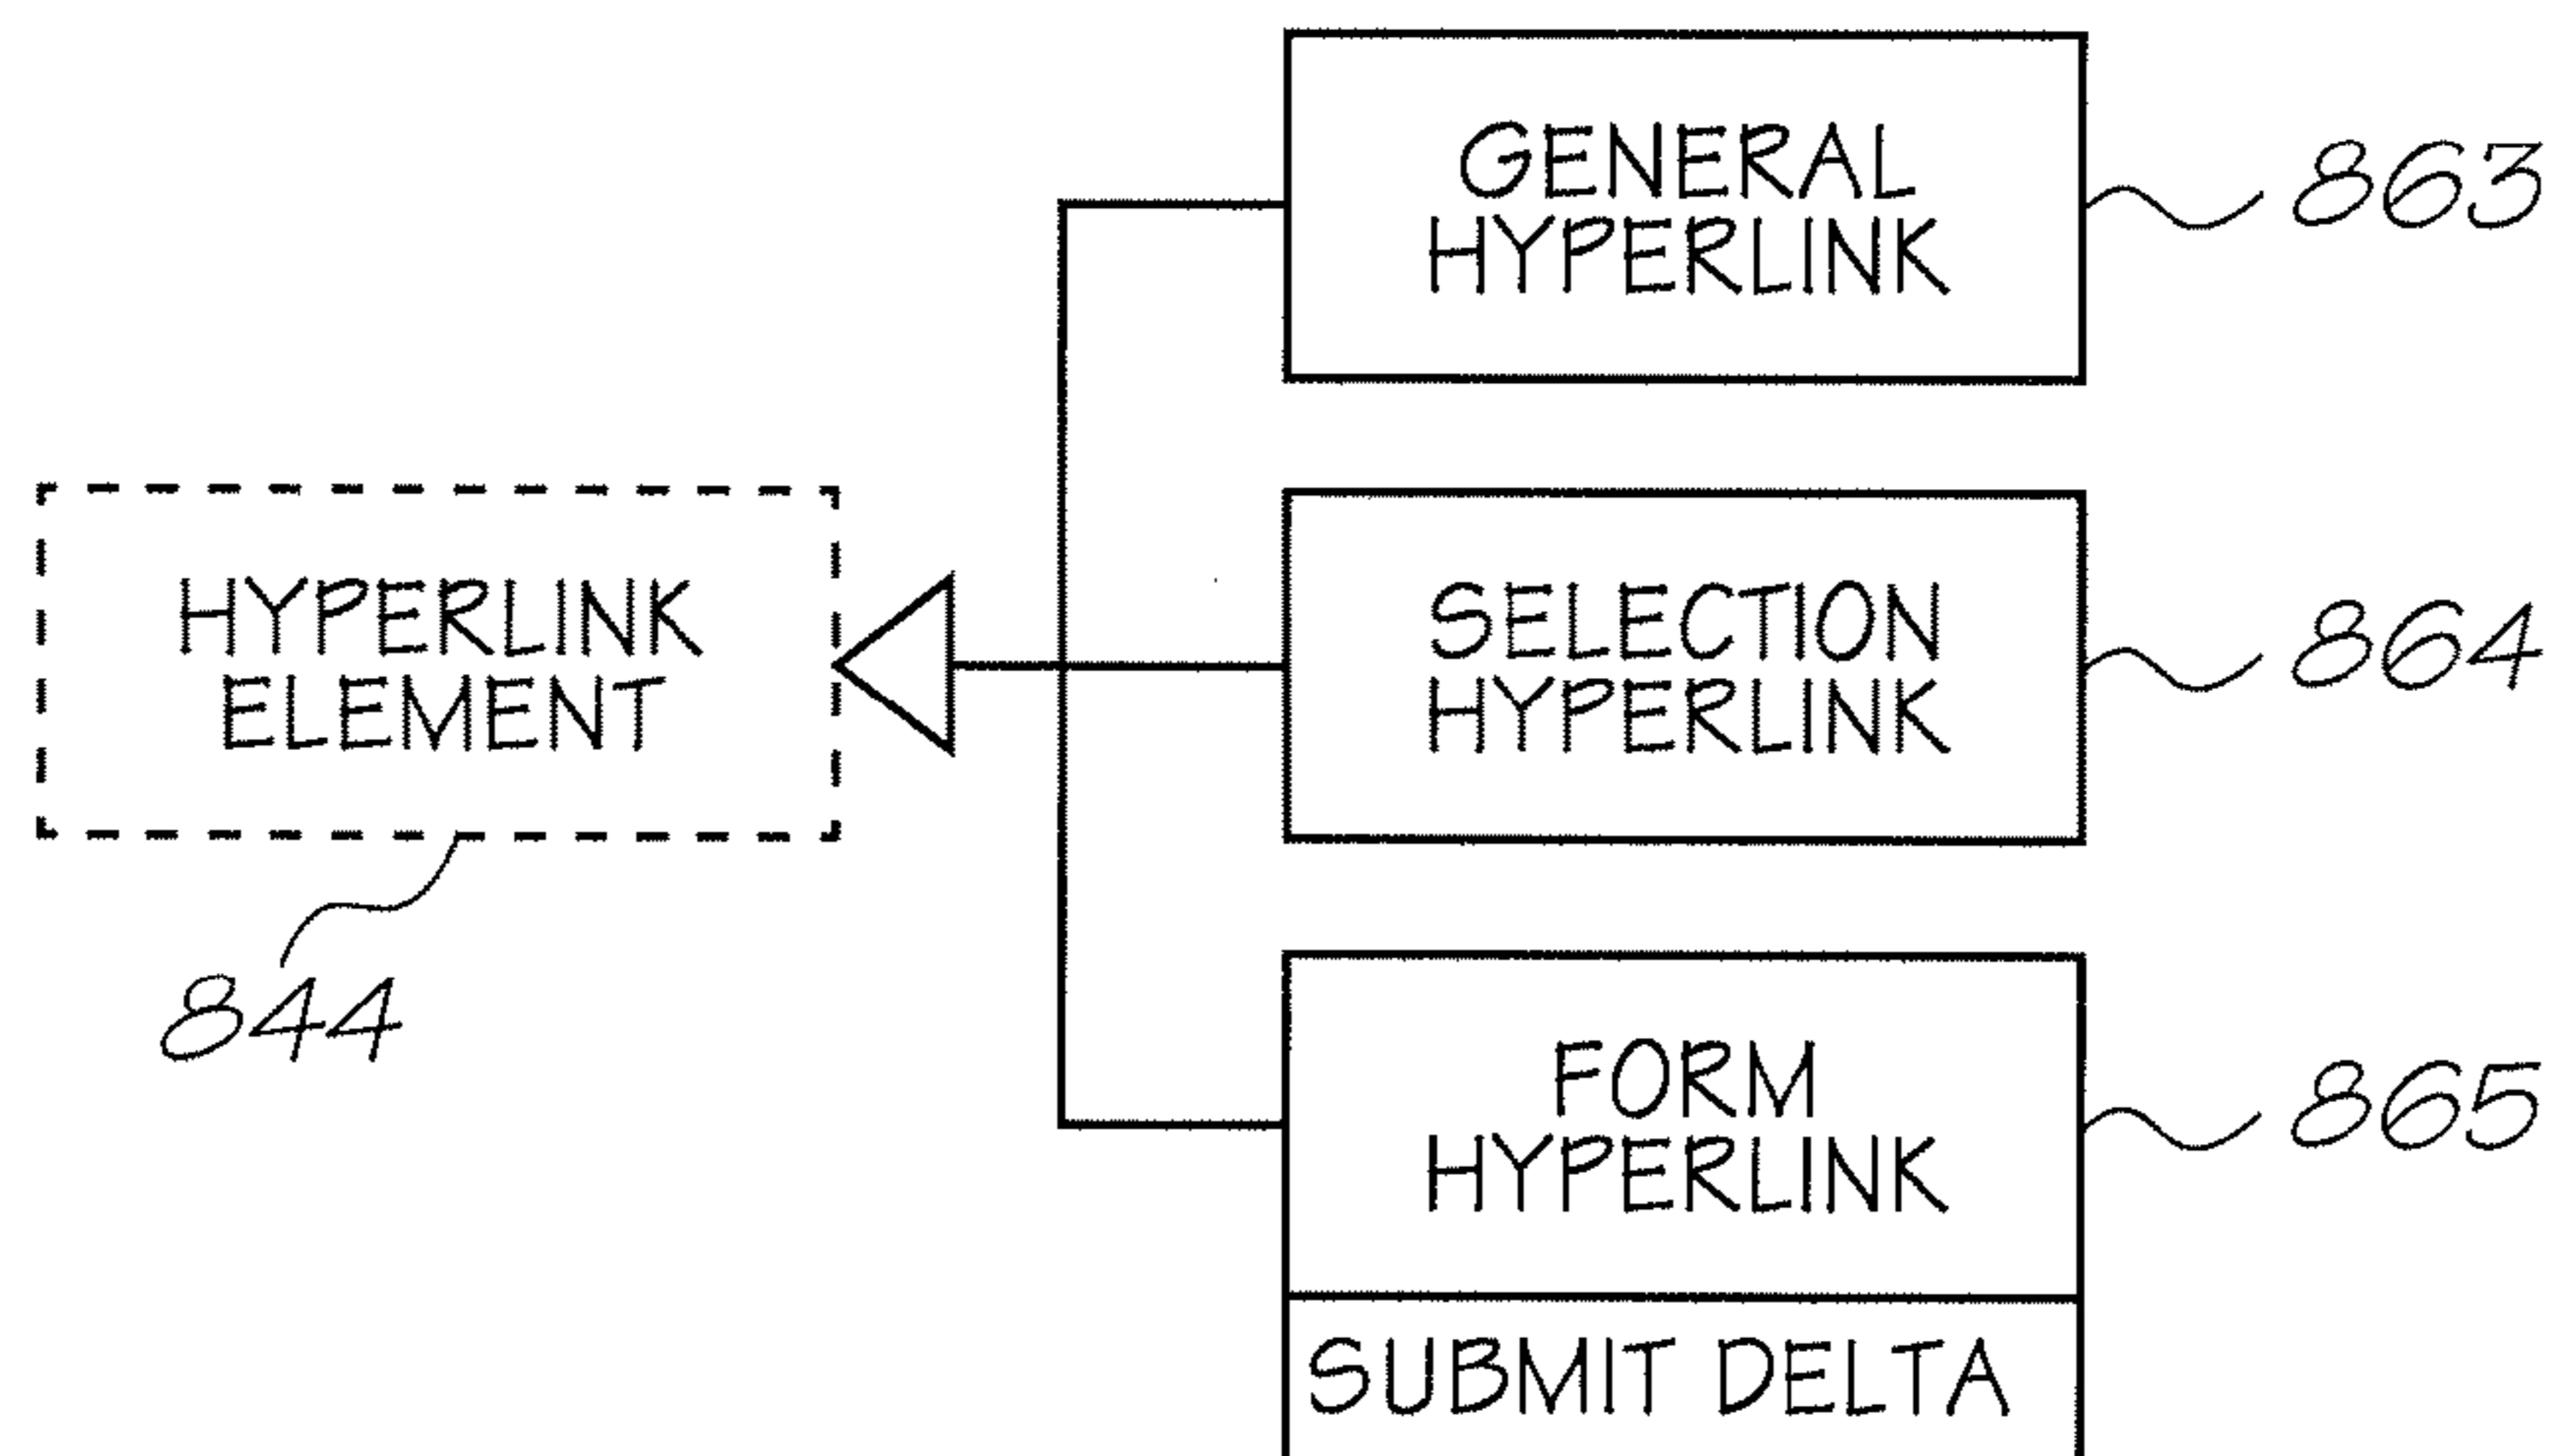 GENERAL
HYPERLINK
863
HYPERLINK
ELEMENT
844
SELECTION
HYPERLINK
864
FORM
HYPERLINK
865
SUBMIT DELTA